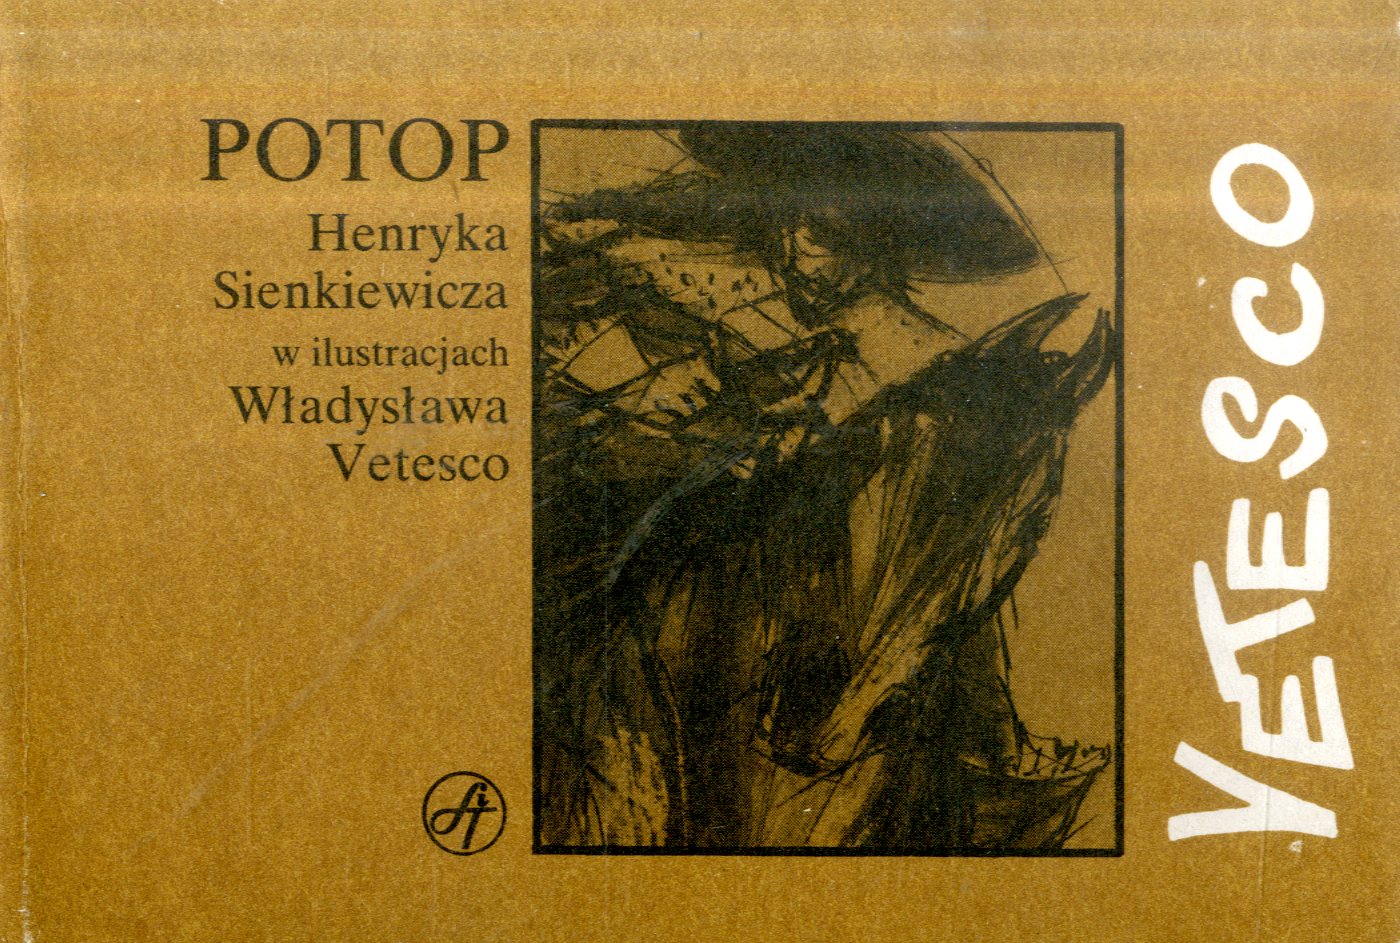 POTOP
Henryka
Sienkiewicza
w ilustracjach
Władysława
Vetesco
VETESCO